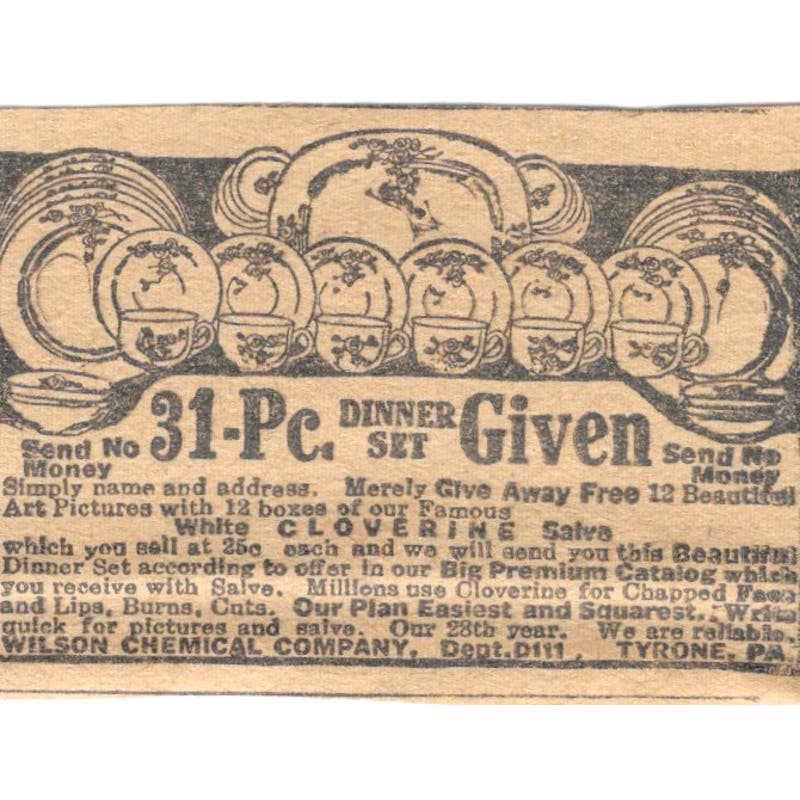 31-Pc. DINNER SET Given
Send No Money
Send No Money
Simply name and address. Merely Give Away Free 12 Beautiful
Art Pictures with 12 boxes of our Famous
White CLOVERINE Salve
which you sell at 25c each and we will send you this Beautiful
Dinner Set according to offer in our Big Premium Catalog which
you receive with Salve. Millions use Cloverine for Chapped Face
and Lips, Burns, Cuts. Our Plan Easiest and Squarest. Write
quick for pictures and salve. Our 28th year. We are reliable.
WILSON CHEMICAL COMPANY, Dept.D111, TYRONE, PA